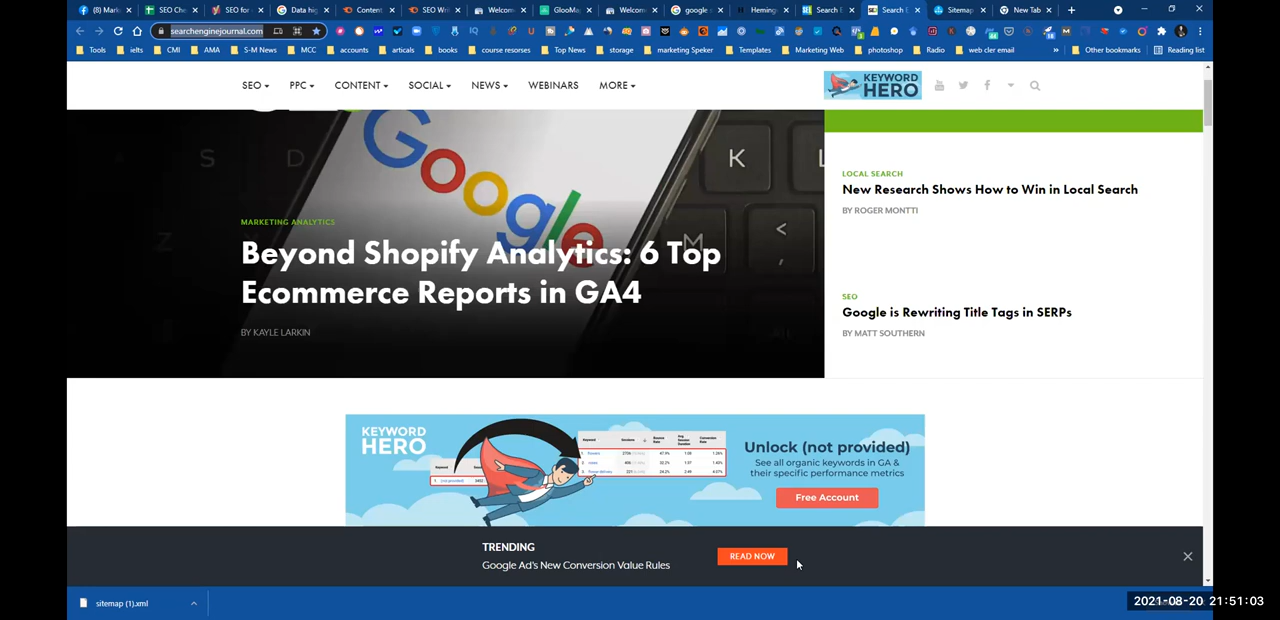 (8) Mark
SEO Che
SEO for
Data hig
Content
SEO Wri
Welcom
GlooMa
Welcom
google s
Heming
Search E
Search E
Sitemap
New Tab
searchenginejournal.com
Tools
ielts
CMI
AMA
S-M News
MCC
accounts
articals
books
course resorses
Top News
storage
marketing Speker
Templates
Marketing Web
photoshop
Radio
web cler email
Other bookmarks
Reading list
SEO
PPC
CONTENT
SOCIAL
NEWS
WEBINARS
MORE
KEYWORD
HERO
Google
S D K L
Z M <
MARKETING ANALYTICS
Beyond Shopify Analytics: 6 Top
Ecommerce Reports in GA4
BY KAYLE LARKIN
LOCAL SEARCH
New Research Shows How to Win in Local Search
BY ROGER MONTTI
SEO
Google is Rewriting Title Tags in SERPs
BY MATT SOUTHERN
KEYWORD
HERO
Unlock (not provided)
See all organic keywords in GA &
their specific performance metrics
Free Account
TRENDING
Google Ad's New Conversion Value Rules
READ NOW
sitemap (1).xml
2021-08-20 21:51:03